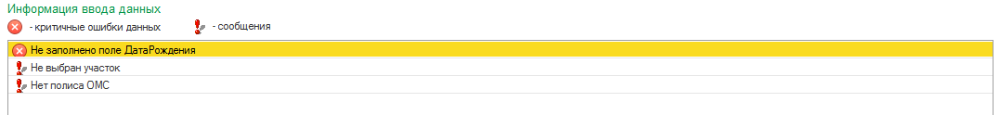 Информация ввода данных
- критичные ошибки данных - сообщения
Не заполнено поле ДатаРождения
Не выбран участок
Нет полиса ОМС